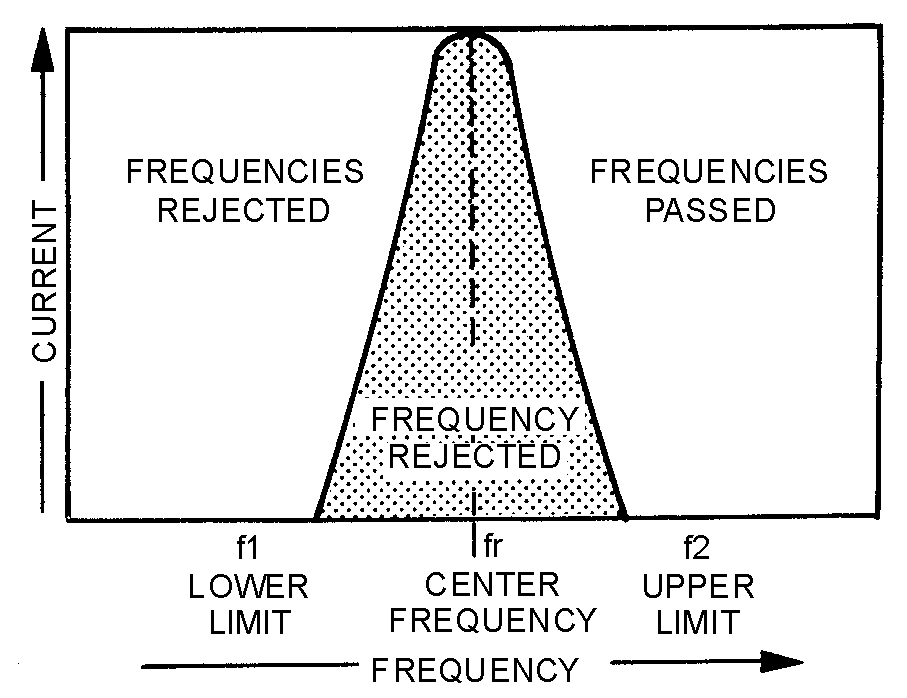 FREQUENCIES
REJECTED
FREQUENCIES
PASSED
CURRENT
FREQUENCY
REJECTED
f1
LOWER
LIMIT
fr
CENTER
FREQUENCY
f2
UPPER
LIMIT
FREQUENCY